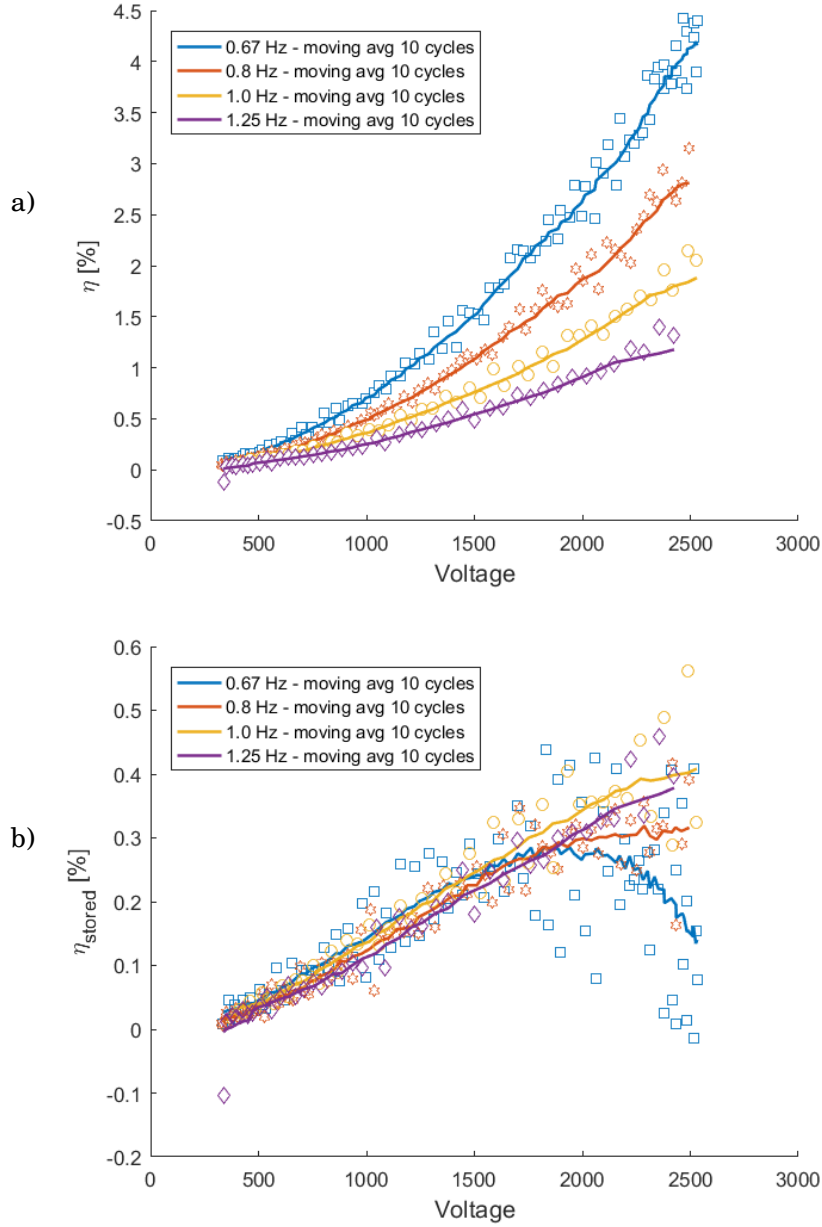 a)
4.5
4
3.5
3
2.5
2
1.5
1
0.5
0
-0.5
η [%]
0.67 Hz - moving avg 10 cycles
0.8 Hz - moving avg 10 cycles
1.0 Hz - moving avg 10 cycles
1.25 Hz - moving avg 10 cycles
0 500 1000 1500 2000 2500 3000
Voltage
b)
0.6
0.5
0.4
0.3
0.2
0.1
0
-0.1
-0.2
η_stored [%]
0.67 Hz - moving avg 10 cycles
0.8 Hz - moving avg 10 cycles
1.0 Hz - moving avg 10 cycles
1.25 Hz - moving avg 10 cycles
0 500 1000 1500 2000 2500 3000
Voltage